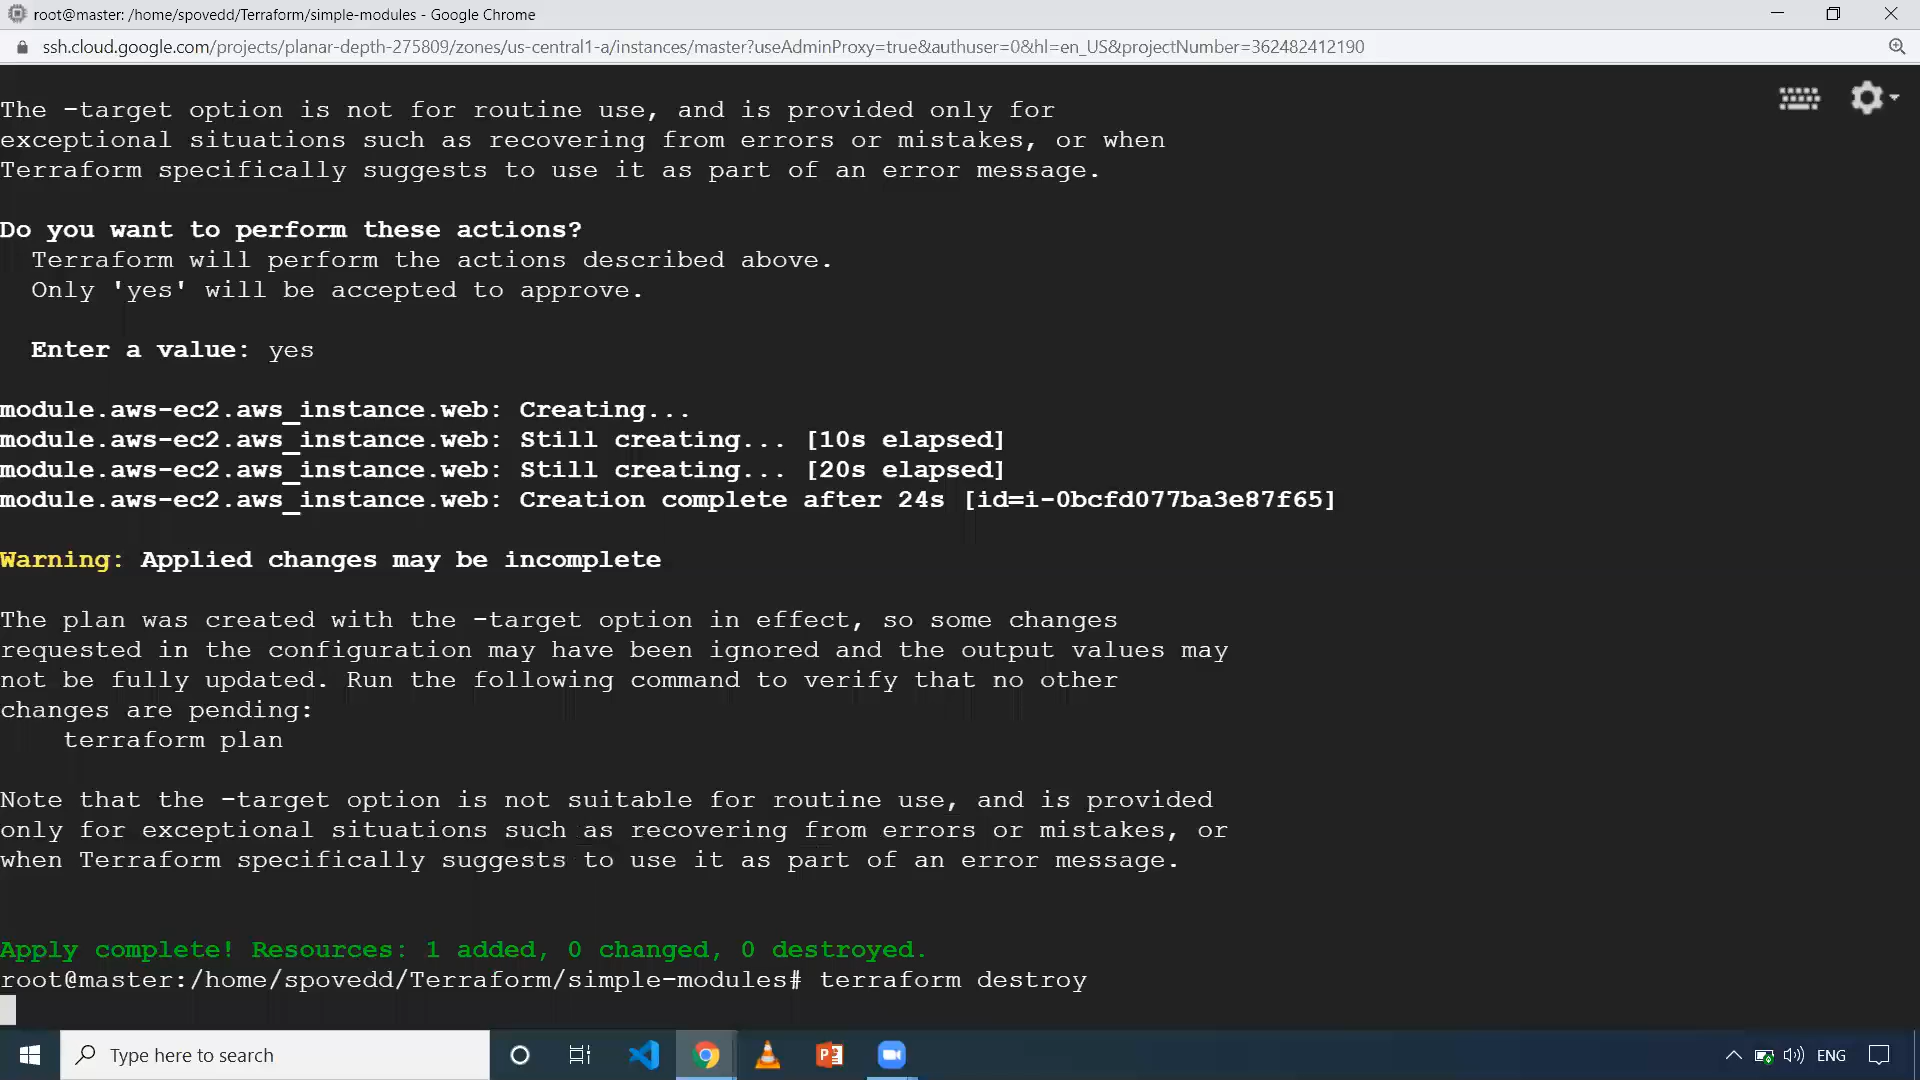 root@master: /home/spovedd/Terraform/simple-modules - Google Chrome
ssh.cloud.google.com/projects/planar-depth-275809/zones/us-central1-a/instances/master?useAdminProxy=true&authuser=0&hl=en_US&projectNumber=362482412190
The -target option is not for routine use, and is provided only for
exceptional situations such as recovering from errors or mistakes, or when
Terraform specifically suggests to use it as part of an error message.
Do you want to perform these actions?
Terraform will perform the actions described above.
Only 'yes' will be accepted to approve.
Enter a value: yes
module.aws-ec2.aws_instance.web: Creating...
module.aws-ec2.aws_instance.web: Still creating... [10s elapsed]
module.aws-ec2.aws_instance.web: Still creating... [20s elapsed]
module.aws-ec2.aws_instance.web: Creation complete after 24s [id=i-0bcfd077ba3e87f65]
Warning: Applied changes may be incomplete
The plan was created with the -target option in effect, so some changes
requested in the configuration may have been ignored and the output values may
not be fully updated. Run the following command to verify that no other
changes are pending:
terraform plan
Note that the -target option is not suitable for routine use, and is provided
only for exceptional situations such as recovering from errors or mistakes, or
when Terraform specifically suggests to use it as part of an error message.
Apply complete! Resources: 1 added, 0 changed, 0 destroyed.
root@master:/home/spovedd/Terraform/simple-modules# terraform destroy
Type here to search
ENG